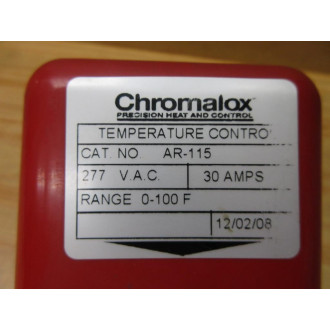 Chromalox
PRECISION HEAT AND CONTROL
TEMPERATURE CONTRO
CAT. NO. AR-115
277 V.A.C. 30 AMPS
RANGE 0-100 F
12/02/08